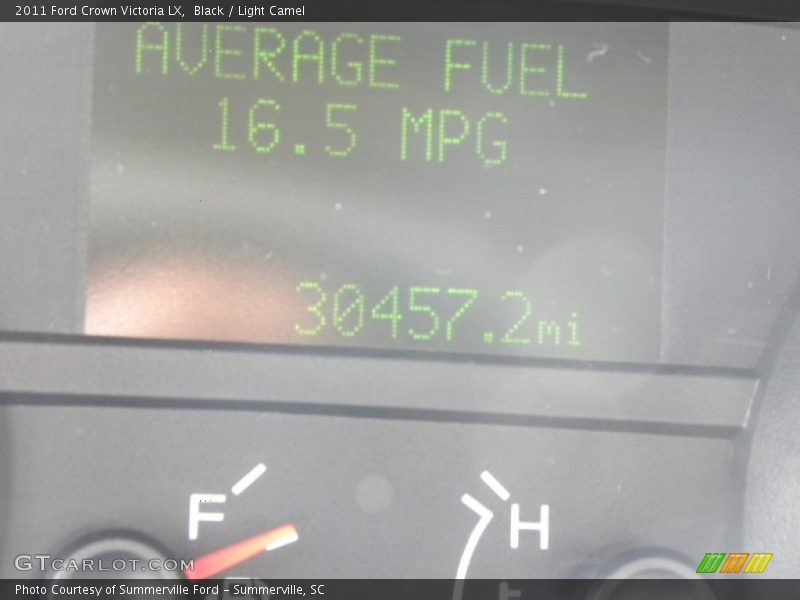 2011 Ford Crown Victoria LX,  Black / Light Camel
AVERAGE FUEL
16.5 MPG
30457.2mi
F
H
GTCARLOT.COM
Photo Courtesy of Summerville Ford – Summerville, SC